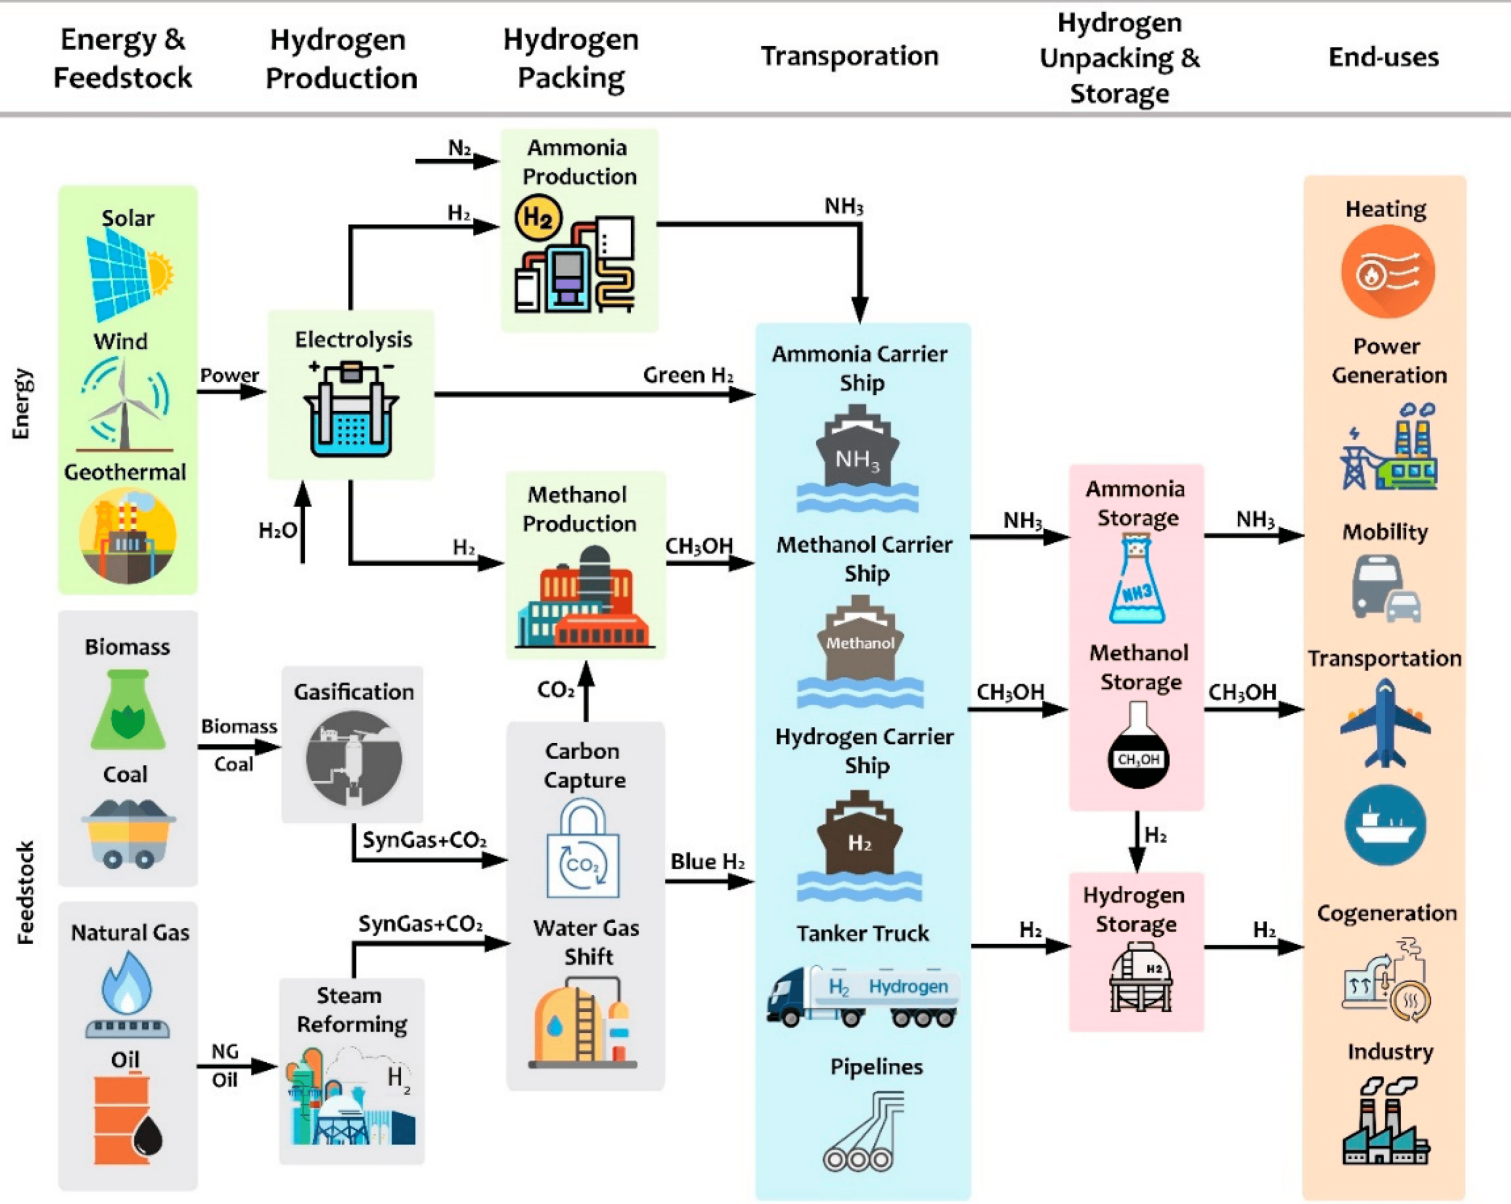 Energy &
Feedstock
Hydrogen
Production
Hydrogen
Packing
Transporation
Hydrogen
Unpacking &
Storage
End-uses
Energy
Feedstock
Solar
Wind
Geothermal
Biomass
Coal
Natural Gas
Oil
Power
H₂O
Biomass
Coal
NG
Oil
Electrolysis
+ −
Gasification
Steam
Reforming
H₂
N₂
H₂
H₂
SynGas+CO₂
SynGas+CO₂
Ammonia
Production
H₂
Methanol
Production
CO₂
Carbon
Capture
CO₂
Water Gas
Shift
NH₃
Green H₂
CH₃OH
Blue H₂
Ammonia Carrier
Ship
NH₃
Methanol Carrier
Ship
Methanol
Hydrogen Carrier
Ship
H₂
Tanker Truck
H₂ Hydrogen
Pipelines
NH₃
CH₃OH
H₂
Ammonia
Storage
NH3
Methanol
Storage
CH₃OH
H₂
Hydrogen
Storage
H2
NH₃
CH₃OH
H₂
Heating
Power
Generation
Mobility
Transportation
Cogeneration
Industry